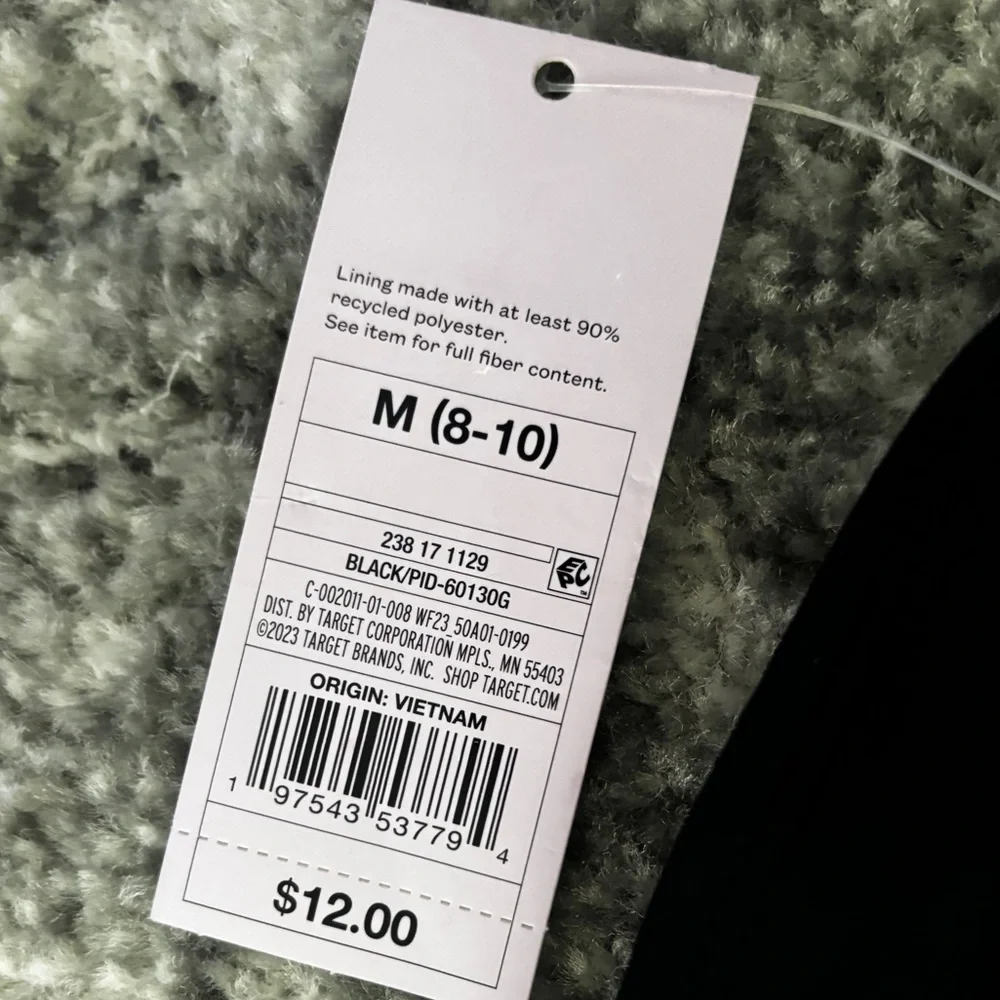 Lining made with at least 90%
recycled polyester.
See item for full fiber content.
M (8-10)
238 17 1129
BLACK/PID-60130G
EPC™
C-002011-01-008 WF23_50A01-0199
DIST. BY TARGET CORPORATION MPLS., MN 55403
©2023 TARGET BRANDS, INC. SHOP TARGET.COM
ORIGIN: VIETNAM
1 97543 53779 4
$12.00